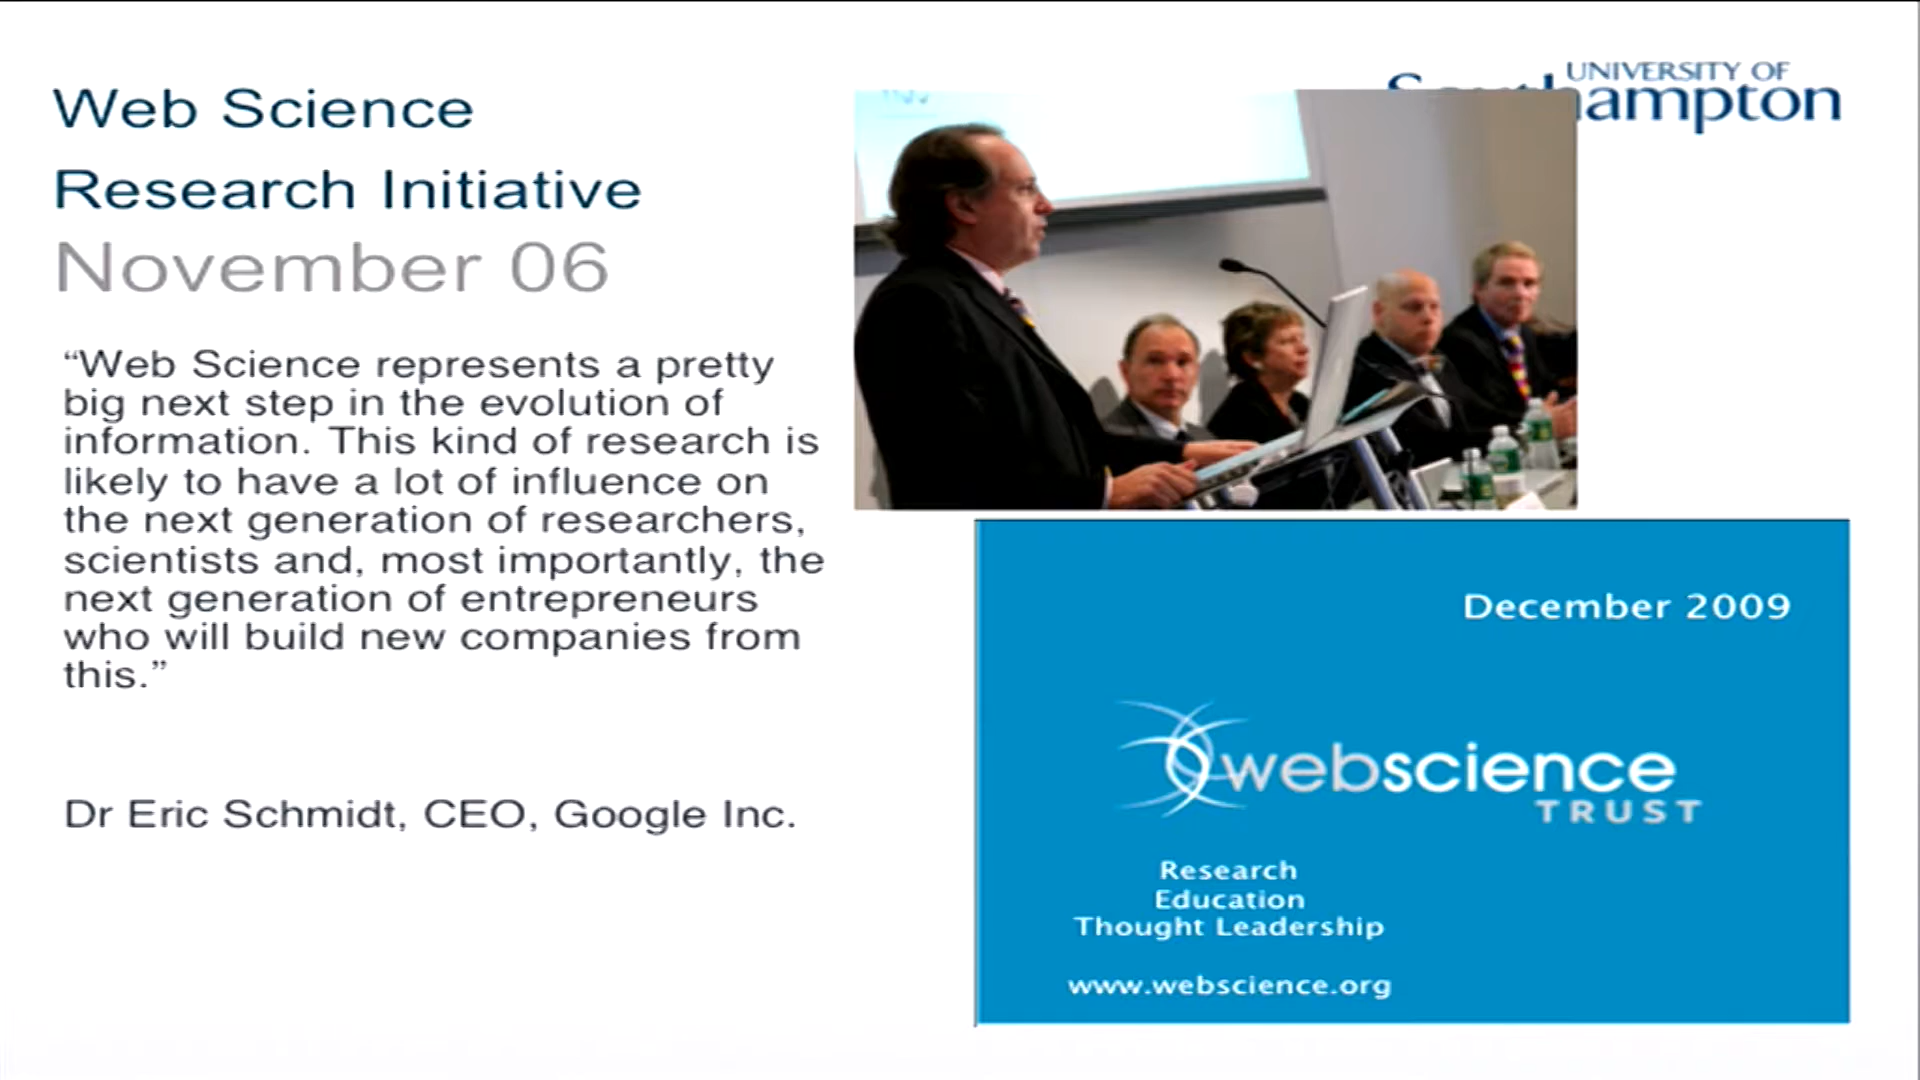 Web Science
Research Initiative
November 06
“Web Science represents a pretty
big next step in the evolution of
information. This kind of research is
likely to have a lot of influence on
the next generation of researchers,
scientists and, most importantly, the
next generation of entrepreneurs
who will build new companies from
this.”
Dr Eric Schmidt, CEO, Google Inc.
UNIVERSITY OF
Southampton
December 2009
webscience
TRUST
Research
Education
Thought Leadership
www.webscience.org